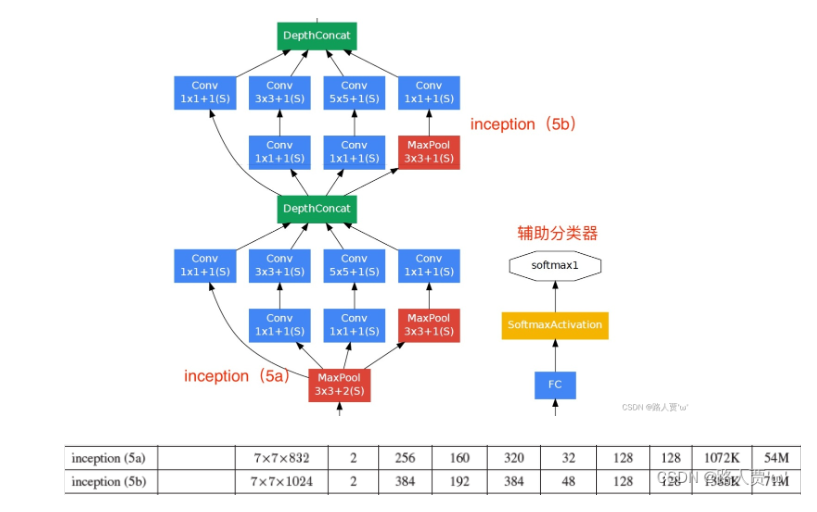 DepthConcat
Conv
1x1+1(S)
Conv
3x3+1(S)
Conv
5x5+1(S)
Conv
1x1+1(S)
inception（5b）
Conv
1x1+1(S)
Conv
1x1+1(S)
MaxPool
3x3+1(S)
DepthConcat
辅助分类器
Conv
1x1+1(S)
Conv
3x3+1(S)
Conv
5x5+1(S)
Conv
1x1+1(S)
softmax1
Conv
1x1+1(S)
Conv
1x1+1(S)
MaxPool
3x3+1(S)
SoftmaxActivation
inception（5a）
MaxPool
3x3+2(S)
FC
CSDN @路人贾'ω'
inception (5a) 7×7×832 2 256 160 320 32 128 128 1072K 54M
inception (5b) 7×7×1024 2 384 192 384 48 128 128 1388K 71M
CSDN @路人贾'ω'